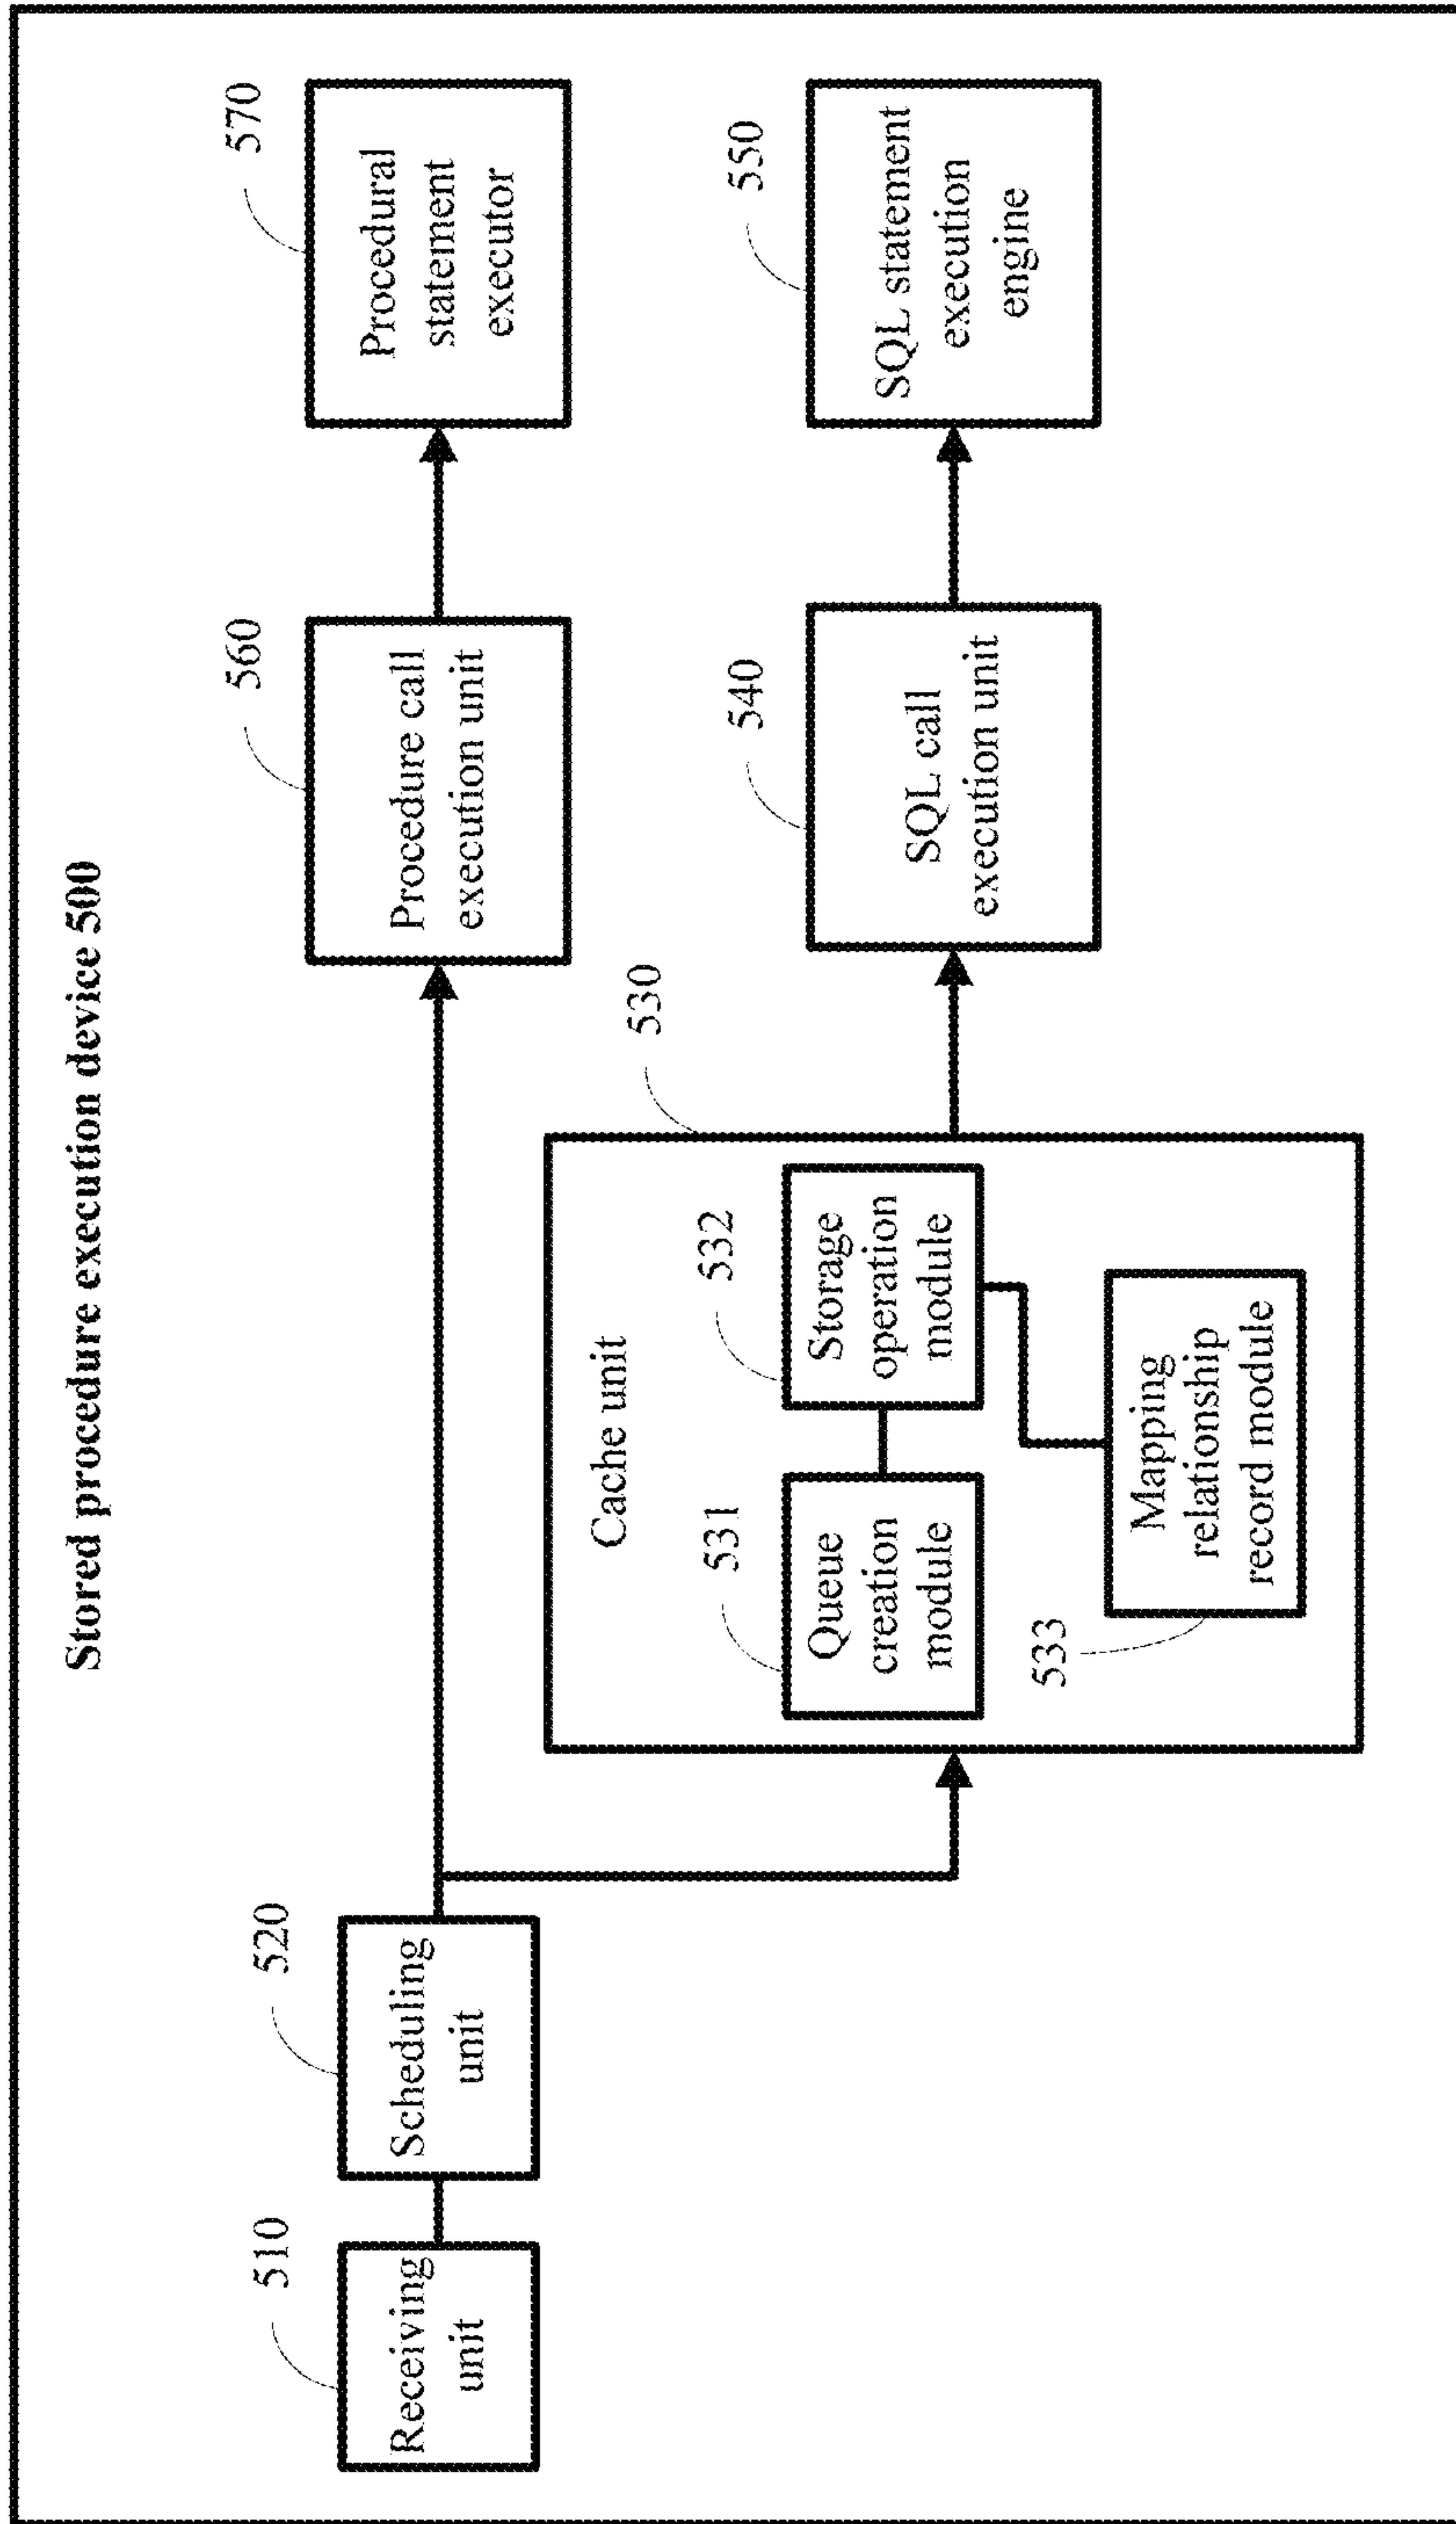 Stored procedure execution device 500
510
Receiving
unit
520
Scheduling
unit
560
Procedure call
execution unit
570
Procedural
statement
executor
530
Cache unit
531
Queue
creation
module
532
Storage
operation
module
533
Mapping
relationship
record module
540
SQL call
execution unit
550
SQL statement
execution
engine